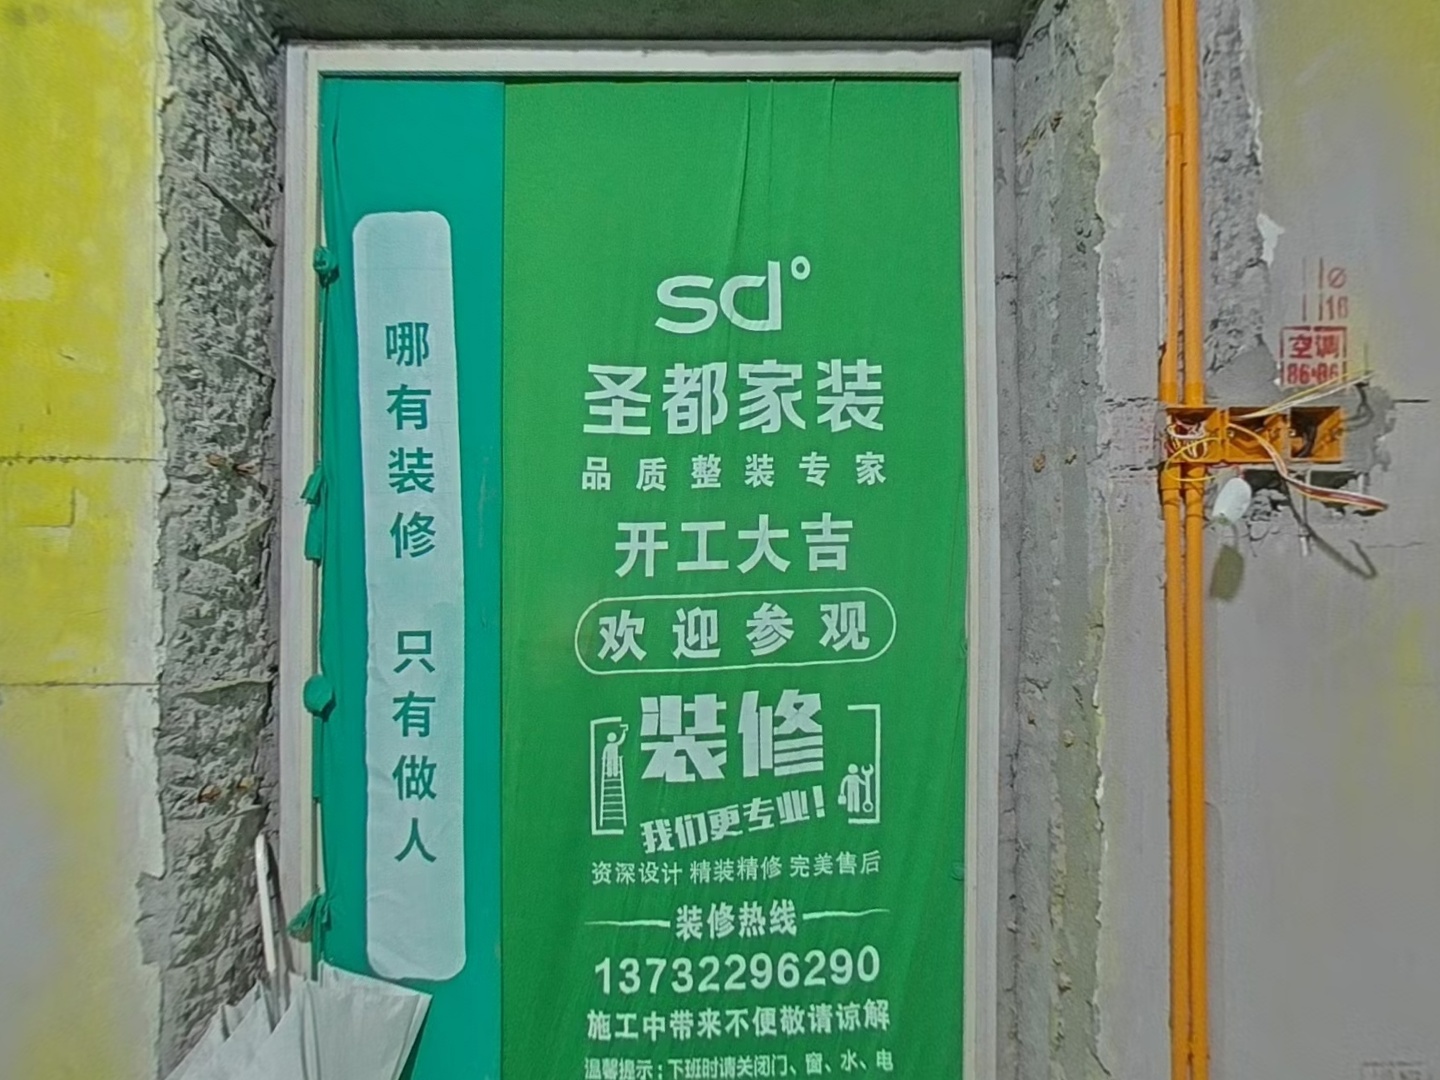 哪有装修 只有做人
sd°
圣都家装
品质整装专家
开工大吉
欢迎参观
装修
我们更专业！
资深设计 精装精修 完美售后
装修热线
13732296290
施工中带来不便敬请谅解
温馨提示：下班时请关闭门、窗、水、电
Ø
16
空调
86·86